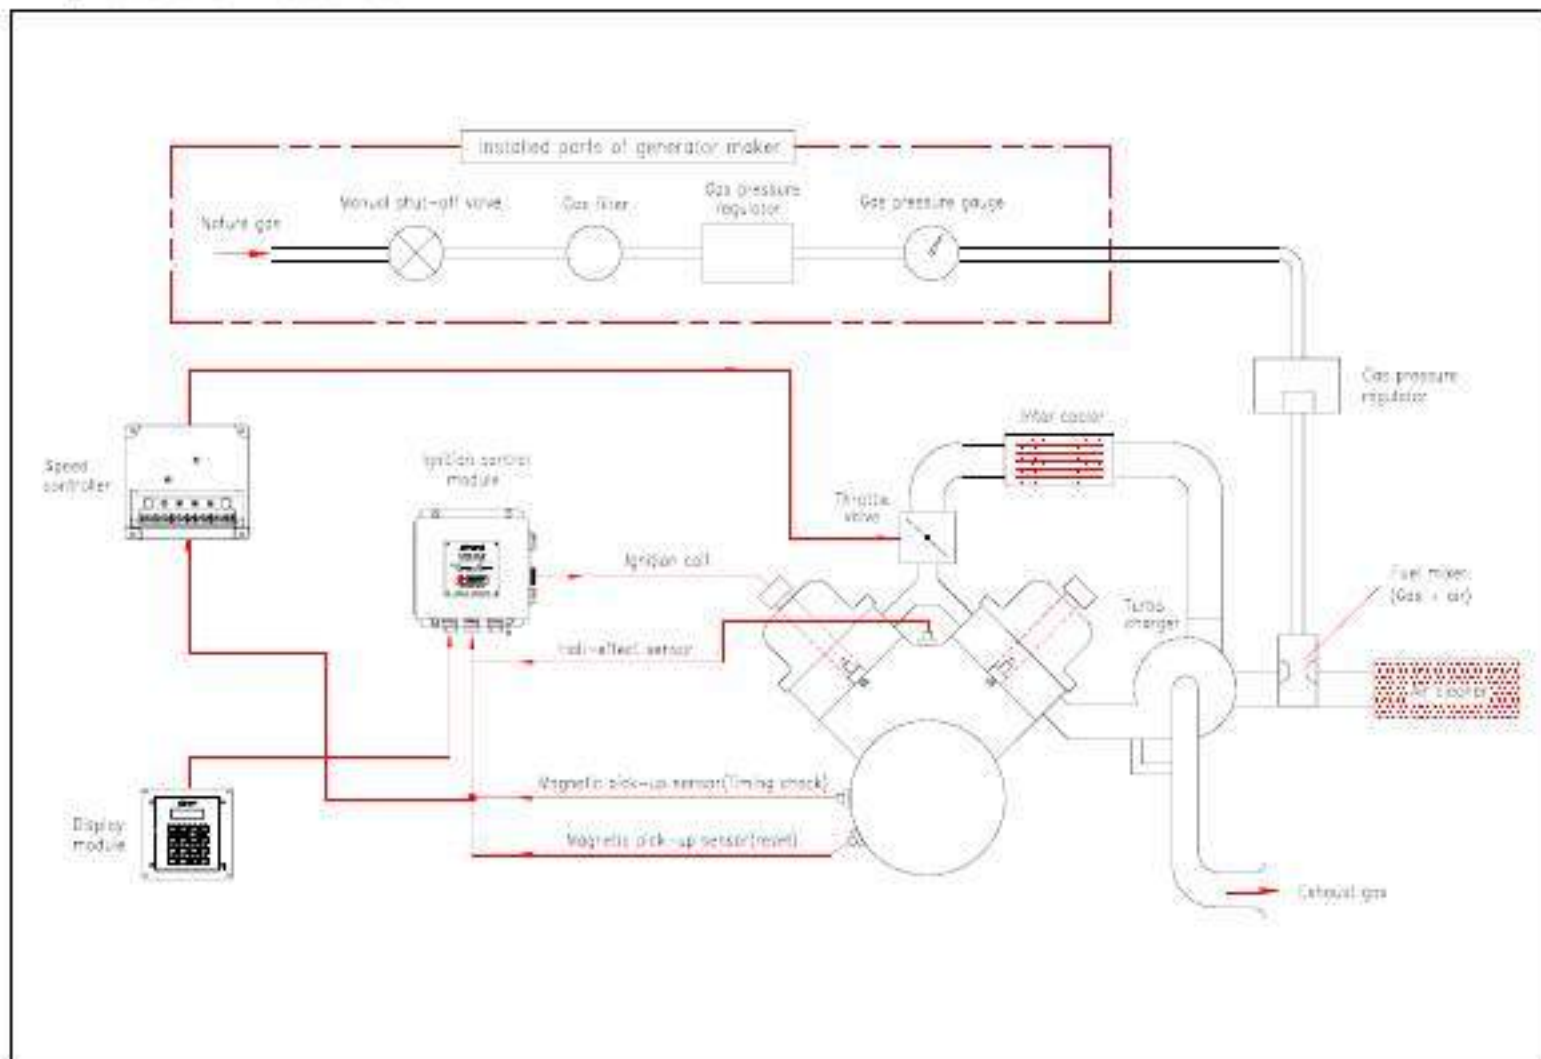 Installed parts of generator maker
Nature gas
Manual shut-off valve
Gas filter
Gas pressure
regulator
Gas pressure gauge
Gas pressure
regulator
Inter cooler
Speed
controller
Ignition control
module
Throttle
valve
Ignition coil
Turbo
charger
Fuel mixer
(Gas + air)
Hall-effect sensor
Air cleaner
Magnetic pick-up sensor(Timing check)
Magnetic pick-up sensor(reset)
Display
module
Exhaust gas